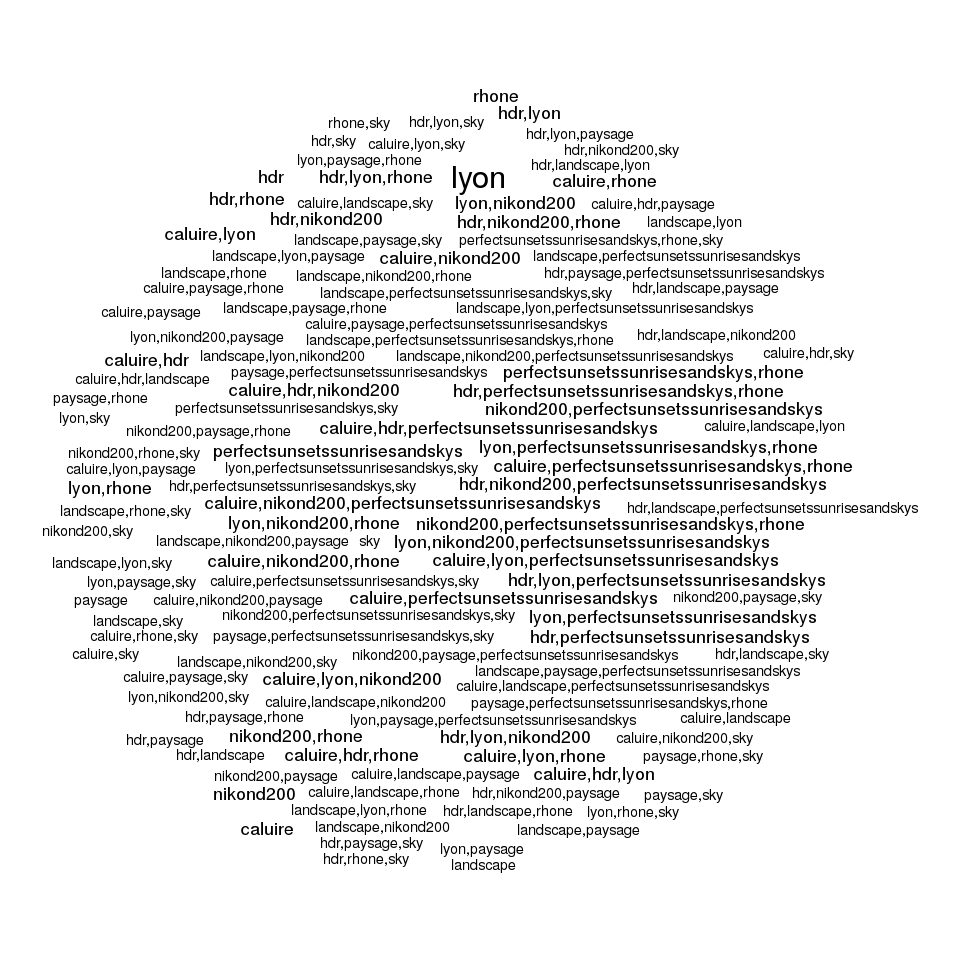 rhone
hdr,lyon
rhone,sky hdr,lyon,sky
hdr,lyon,paysage
hdr,sky caluire,lyon,sky
hdr,nikond200,sky
lyon,paysage,rhone
hdr,landscape,lyon
hdr hdr,lyon,rhone lyon caluire,rhone
hdr,rhone caluire,landscape,sky lyon,nikond200 caluire,hdr,paysage
hdr,nikond200 hdr,nikond200,rhone landscape,lyon
caluire,lyon landscape,paysage,sky perfectsunsetssunrisesandskys,rhone,sky
landscape,lyon,paysage caluire,nikond200 landscape,perfectsunsetssunrisesandskys
landscape,rhone landscape,nikond200,rhone hdr,paysage,perfectsunsetssunrisesandskys
caluire,paysage,rhone landscape,perfectsunsetssunrisesandskys,sky hdr,landscape,paysage
caluire,paysage landscape,paysage,rhone landscape,lyon,perfectsunsetssunrisesandskys
caluire,paysage,perfectsunsetssunrisesandskys
lyon,nikond200,paysage landscape,perfectsunsetssunrisesandskys,rhone hdr,landscape,nikond200
caluire,hdr landscape,lyon,nikond200 landscape,nikond200,perfectsunsetssunrisesandskys caluire,hdr,sky
caluire,hdr,landscape paysage,perfectsunsetssunrisesandskys perfectsunsetssunrisesandskys,rhone
paysage,rhone caluire,hdr,nikond200 hdr,perfectsunsetssunrisesandskys,rhone
lyon,sky perfectsunsetssunrisesandskys,sky nikond200,perfectsunsetssunrisesandskys
nikond200,paysage,rhone caluire,hdr,perfectsunsetssunrisesandskys caluire,landscape,lyon
nikond200,rhone,sky perfectsunsetssunrisesandskys lyon,perfectsunsetssunrisesandskys,rhone
caluire,lyon,paysage lyon,perfectsunsetssunrisesandskys,sky caluire,perfectsunsetssunrisesandskys,rhone
lyon,rhone hdr,perfectsunsetssunrisesandskys,sky hdr,nikond200,perfectsunsetssunrisesandskys
landscape,rhone,sky caluire,nikond200,perfectsunsetssunrisesandskys hdr,landscape,perfectsunsetssunrisesandskys
nikond200,sky lyon,nikond200,rhone nikond200,perfectsunsetssunrisesandskys,rhone
landscape,nikond200,paysage sky lyon,nikond200,perfectsunsetssunrisesandskys
landscape,lyon,sky caluire,nikond200,rhone caluire,lyon,perfectsunsetssunrisesandskys
lyon,paysage,sky caluire,perfectsunsetssunrisesandskys,sky hdr,lyon,perfectsunsetssunrisesandskys
paysage caluire,nikond200,paysage caluire,perfectsunsetssunrisesandskys nikond200,paysage,sky
landscape,sky nikond200,perfectsunsetssunrisesandskys,sky lyon,perfectsunsetssunrisesandskys
caluire,rhone,sky paysage,perfectsunsetssunrisesandskys,sky hdr,perfectsunsetssunrisesandskys
caluire,sky landscape,nikond200,sky nikond200,paysage,perfectsunsetssunrisesandskys hdr,landscape,sky
caluire,paysage,sky caluire,lyon,nikond200 landscape,paysage,perfectsunsetssunrisesandskys
caluire,landscape,perfectsunsetssunrisesandskys
lyon,nikond200,sky caluire,landscape,nikond200 paysage,perfectsunsetssunrisesandskys,rhone
hdr,paysage,rhone lyon,paysage,perfectsunsetssunrisesandskys caluire,landscape
hdr,paysage nikond200,rhone hdr,lyon,nikond200 caluire,nikond200,sky
hdr,landscape caluire,hdr,rhone caluire,lyon,rhone paysage,rhone,sky
nikond200,paysage caluire,landscape,paysage caluire,hdr,lyon
nikond200 caluire,landscape,rhone hdr,nikond200,paysage paysage,sky
landscape,lyon,rhone hdr,landscape,rhone lyon,rhone,sky
caluire landscape,nikond200 landscape,paysage
hdr,paysage,sky lyon,paysage
hdr,rhone,sky landscape